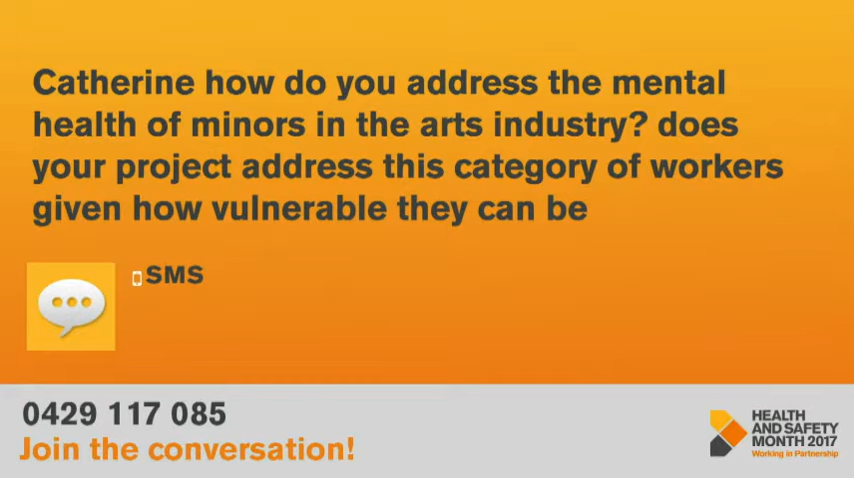 Catherine how do you address the mental
health of minors in the arts industry? does
your project address this category of workers
given how vulnerable they can be
SMS
0429 117 085
Join the conversation!
HEALTH
AND SAFETY
MONTH 2017
Working in Partnership